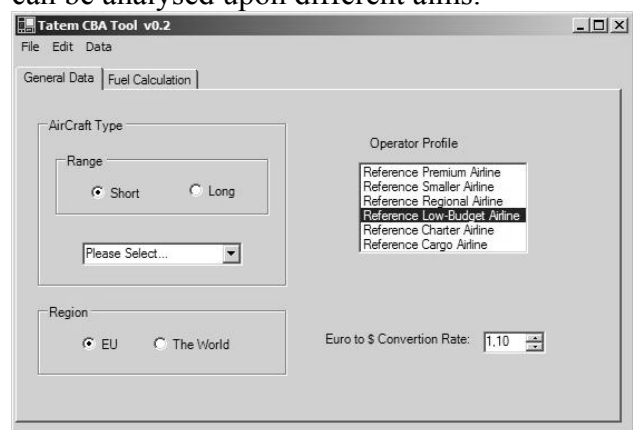 can be analysed upon different aims.
Tatem CBA Tool v0.2
File Edit Data
General Data Fuel Calculation
AirCraft Type
Range
Short Long
Please Select...
Operator Profile
Reference Premium Airline
Reference Smaller Airline
Reference Regional Airline
Reference Low-Budget Airline
Reference Charter Airline
Reference Cargo Airline
Region
EU The World
Euro to $ Convertion Rate: 1,10